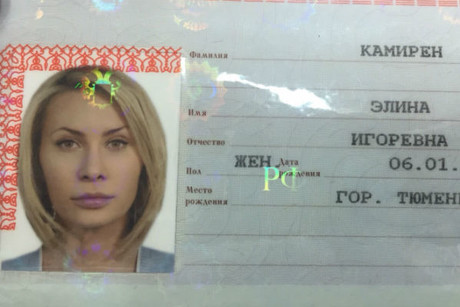 Фамилия КАМИРЕН
Имя ЭЛИНА
Отчество ИГОРЕВНА
Пол ЖЕН Дата рождения 06.01.
Место рождения ГОР. ТЮМЕН
РФ